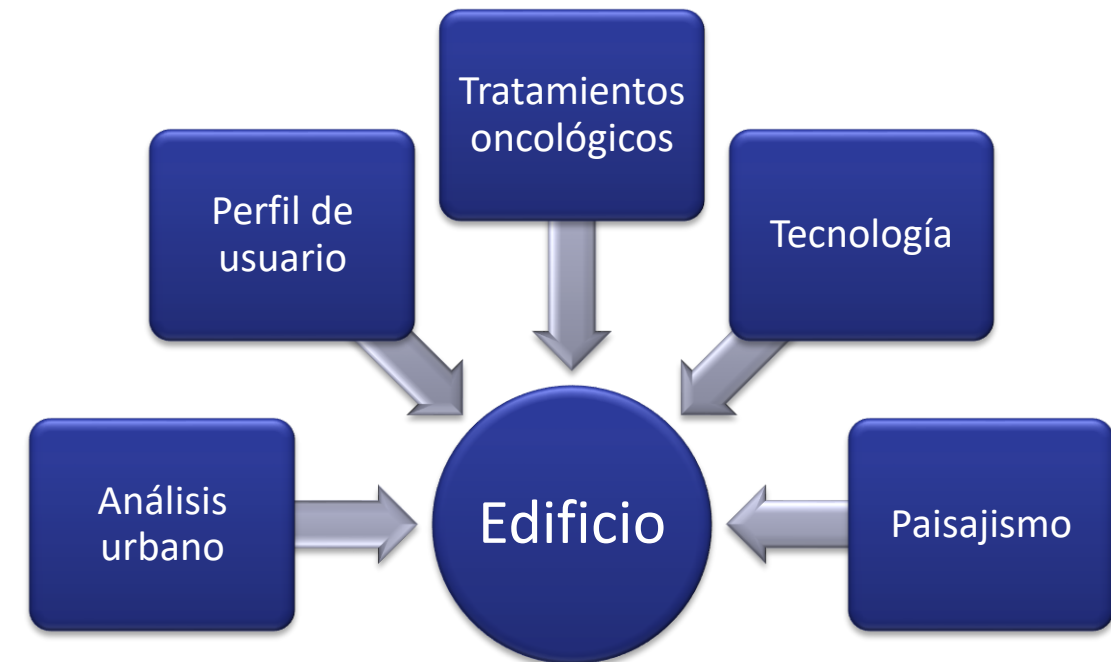 Tratamientos
oncológicos
Perfil de
usuario
Tecnología
Análisis
urbano
Edificio
Paisajismo